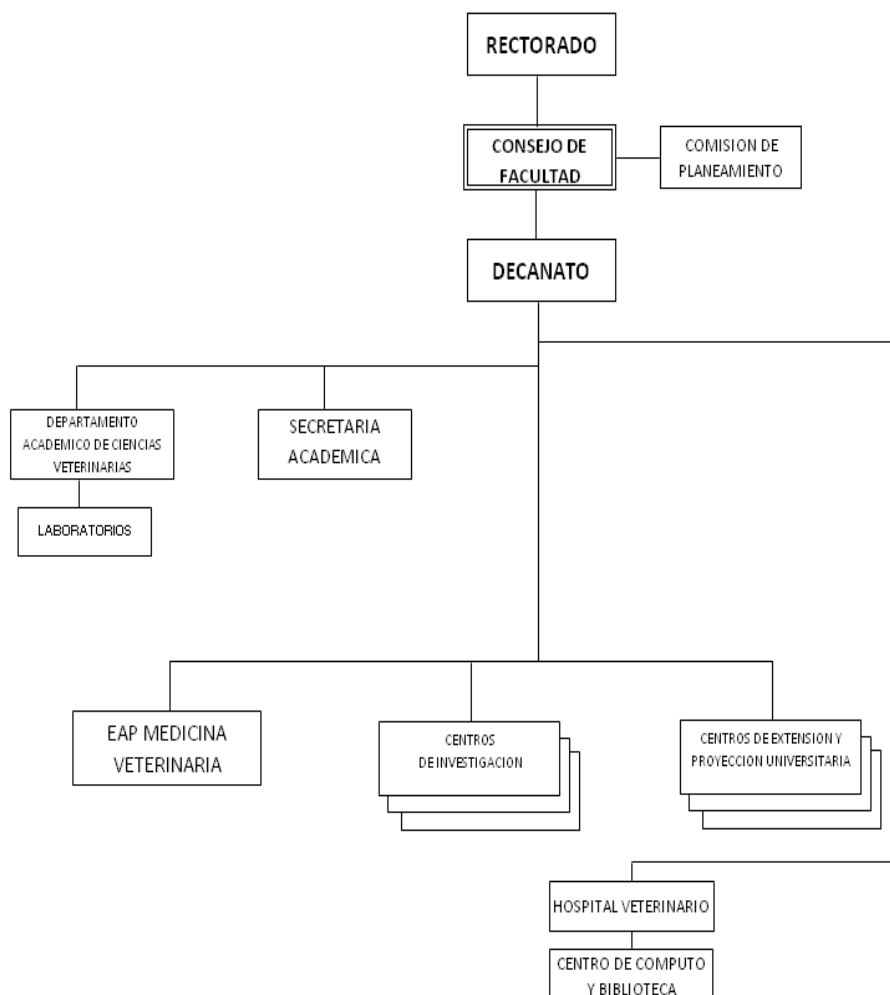 RECTORADO
CONSEJO DE
FACULTAD
COMISION DE
PLANEAMIENTO
DECANATO
DEPARTAMENTO
ACADEMICO DE CIENCIAS
VETERINARIAS
SECRETARIA
ACADEMICA
LABORATORIOS
EAP MEDICINA
VETERINARIA
CENTROS
DE INVESTIGACION
CENTROS DE EXTENSION Y
PROYECCION UNIVERSITARIA
HOSPITAL VETERINARIO
CENTRO DE COMPUTO
Y BIBLIOTECA